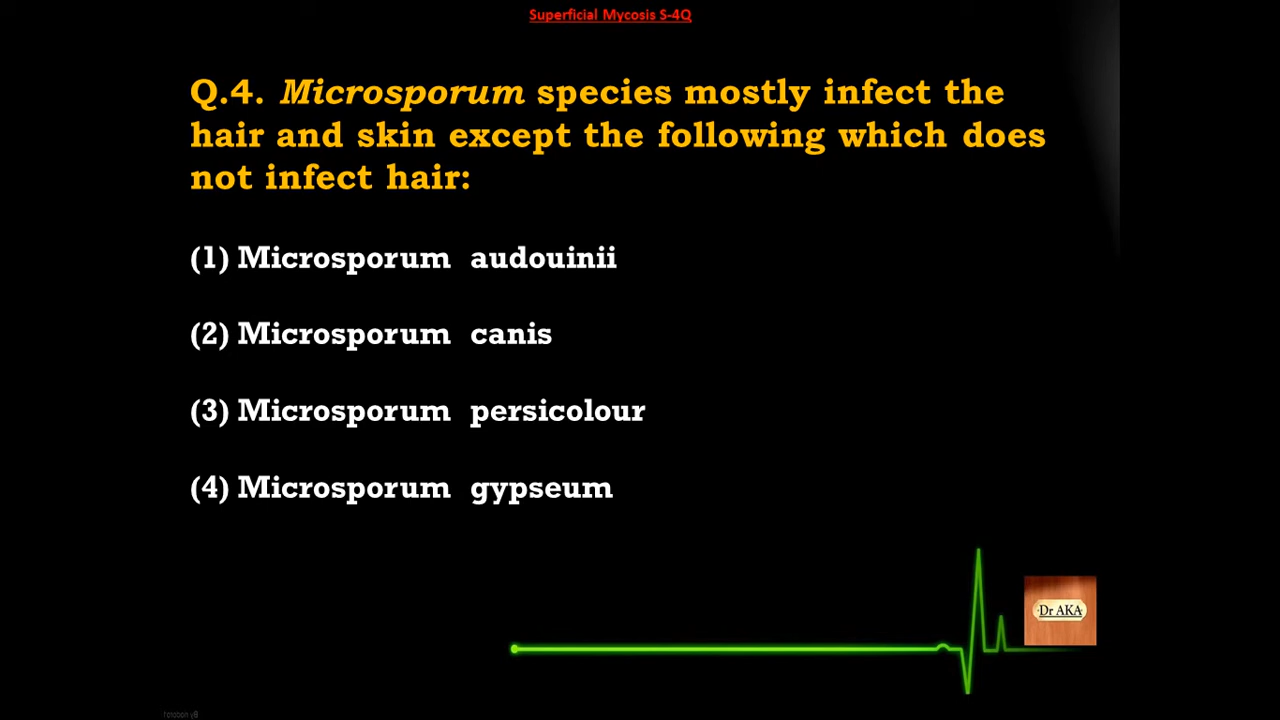 Superficial Mycosis S-4Q
Q.4. Microsporum species mostly infect the
hair and skin except the following which does
not infect hair:
(1) Microsporum audouinii
(2) Microsporum canis
(3) Microsporum persicolour
(4) Microsporum gypseum
Dr AKA